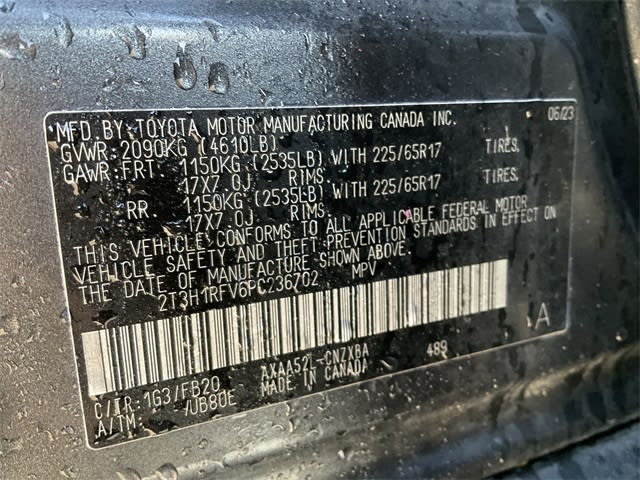 MFD. BY: TOYOTA MOTOR MANUFACTURING CANADA INC. 06/23
GVWR: 2090KG (4610LB)
GAWR: FRT. 1150KG (2535LB) WITH 225/65R17 TIRES,
17X7.0J RIMS.
RR. 1150KG (2535LB) WITH 225/65R17 TIRES,
17X7.0J RIMS.
THIS VEHICLE CONFORMS TO ALL APPLICABLE FEDERAL MOTOR
VEHICLE SAFETY AND THEFT PREVENTION STANDARDS IN EFFECT ON
THE DATE OF MANUFACTURE SHOWN ABOVE.
2T3H1RFV6PC236702 MPV
A
C/TR: 1G3/FB20 AXAA52L-CNZXBA 489
A/TM: /UB80E MADE IN CANADA